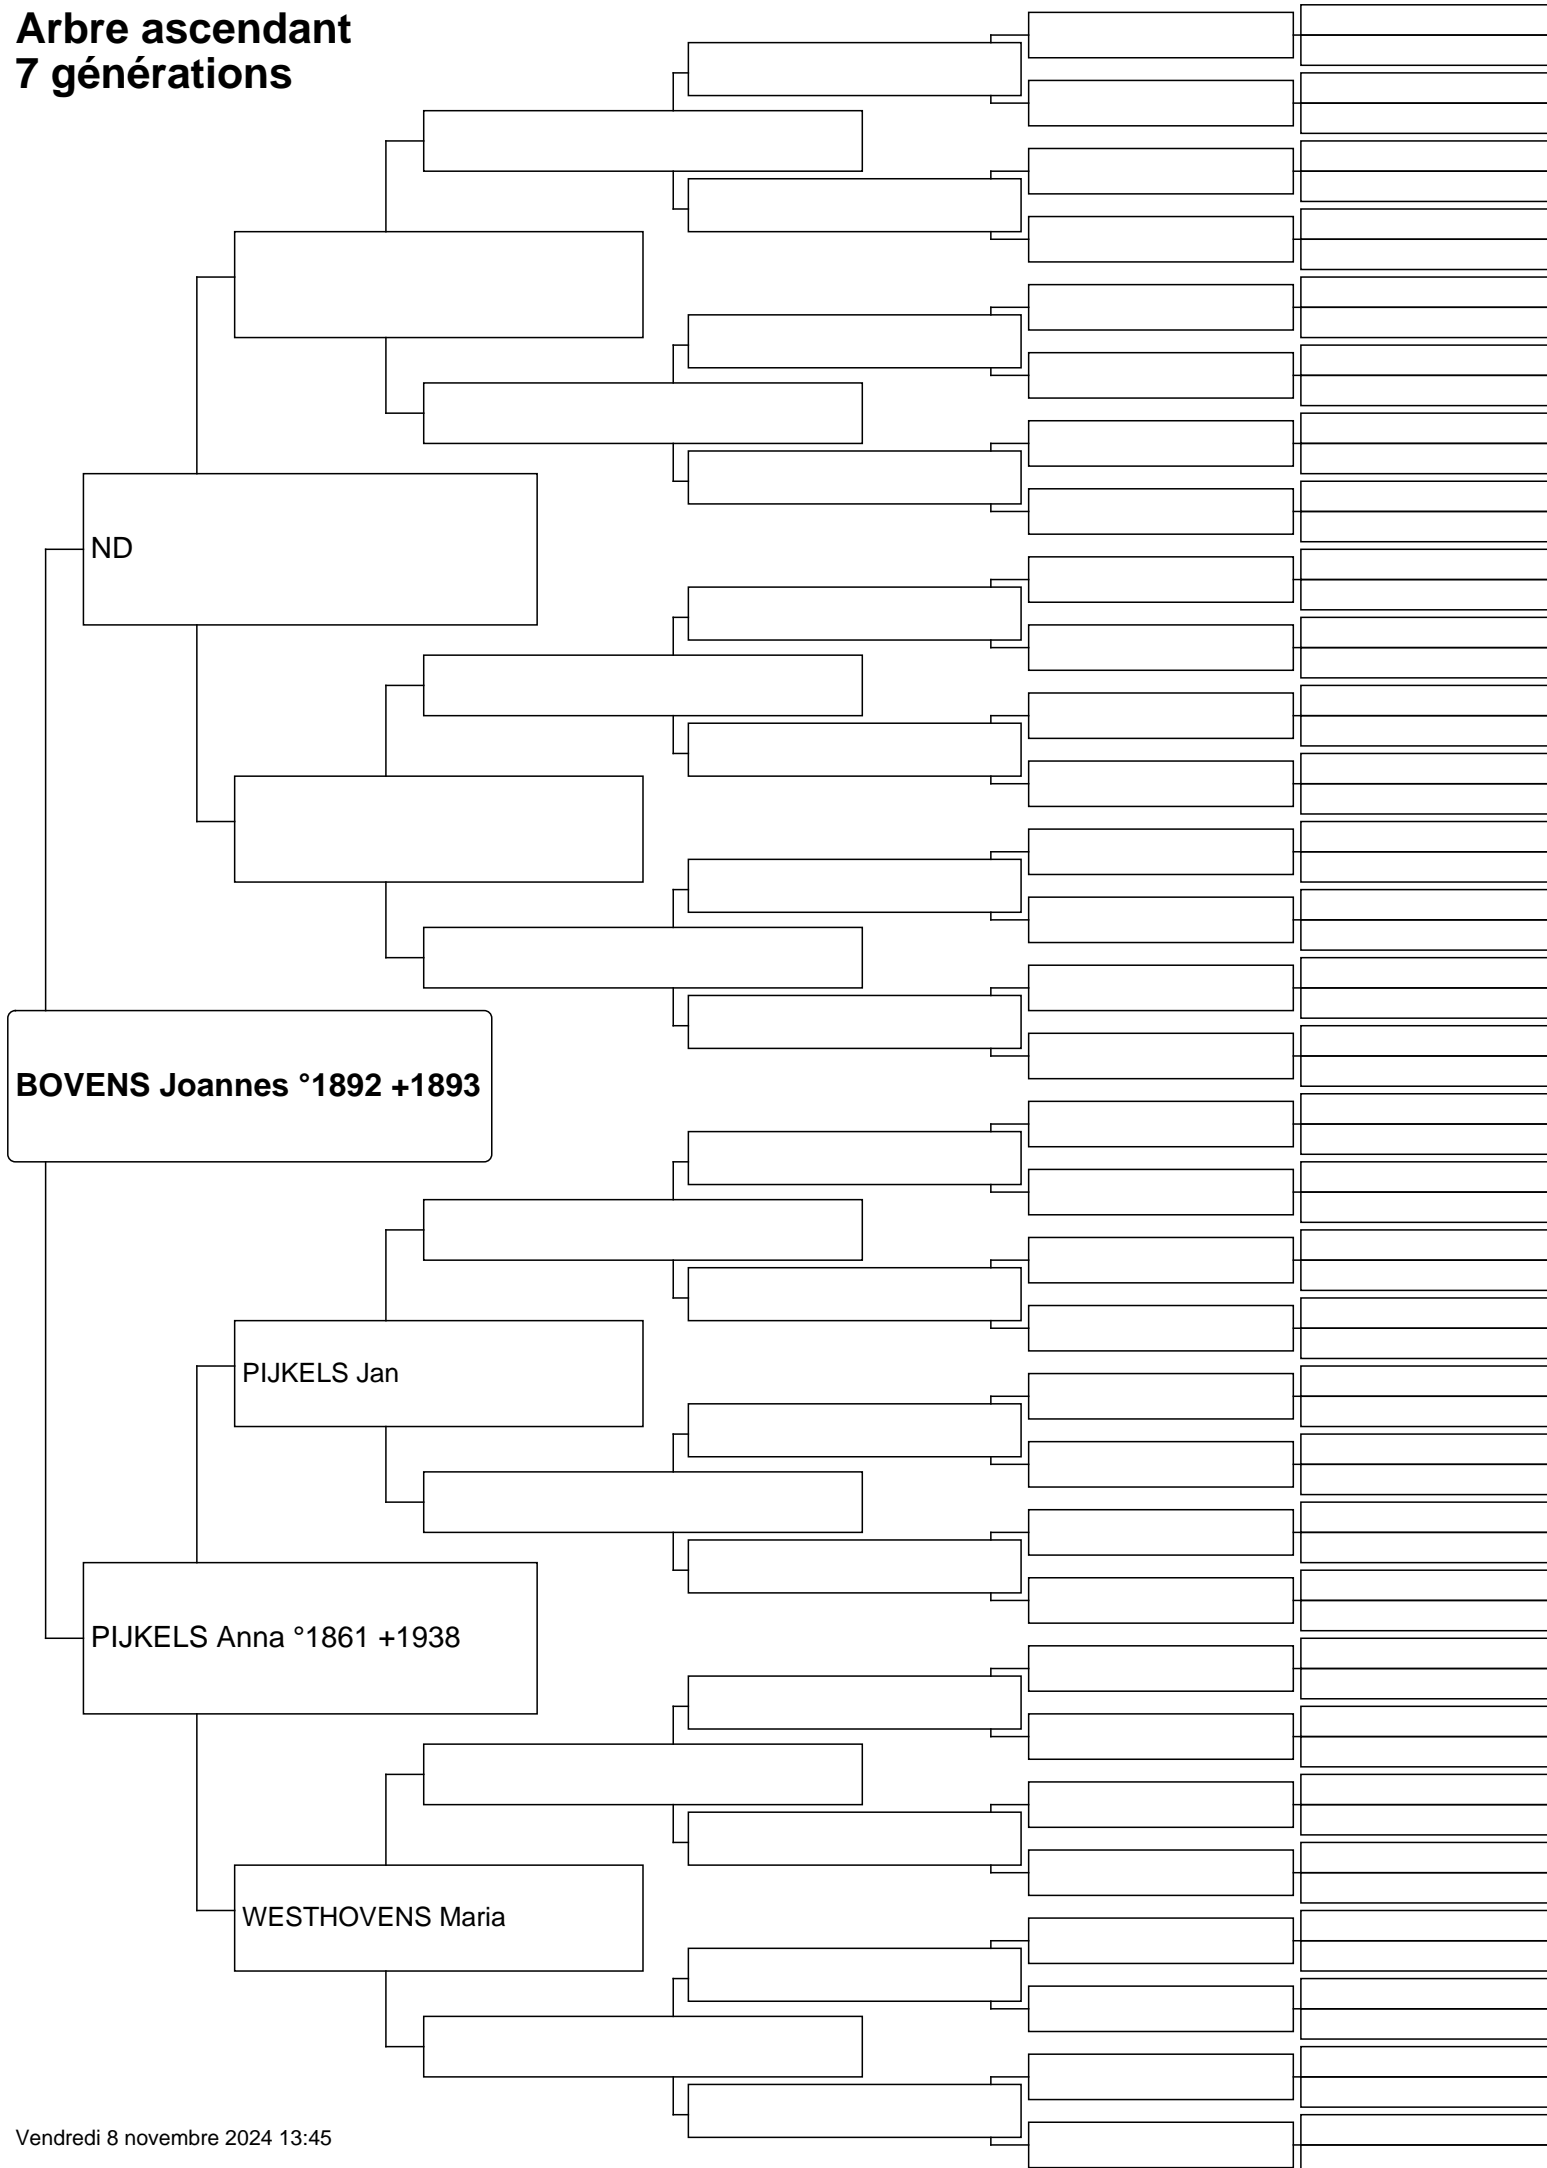 Arbre ascendant
7 générations
ND
BOVENS Joannes °1892 +1893
PIJKELS Jan
PIJKELS Anna °1861 +1938
WESTHOVENS Maria
Vendredi 8 novembre 2024 13:45